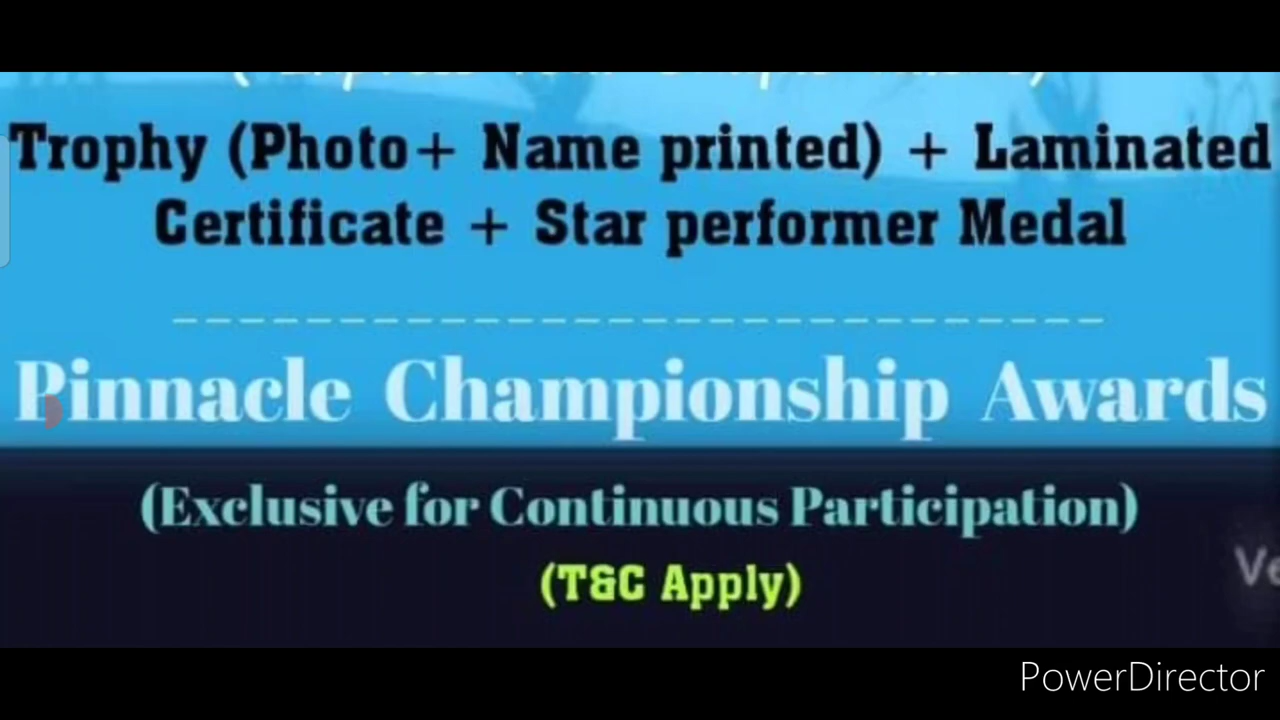 Trophy (Photo+ Name printed) + Laminated
Certificate + Star performer Medal
Pinnacle Championship Awards
(Exclusive for Continuous Participation)
(T&C Apply)
PowerDirector